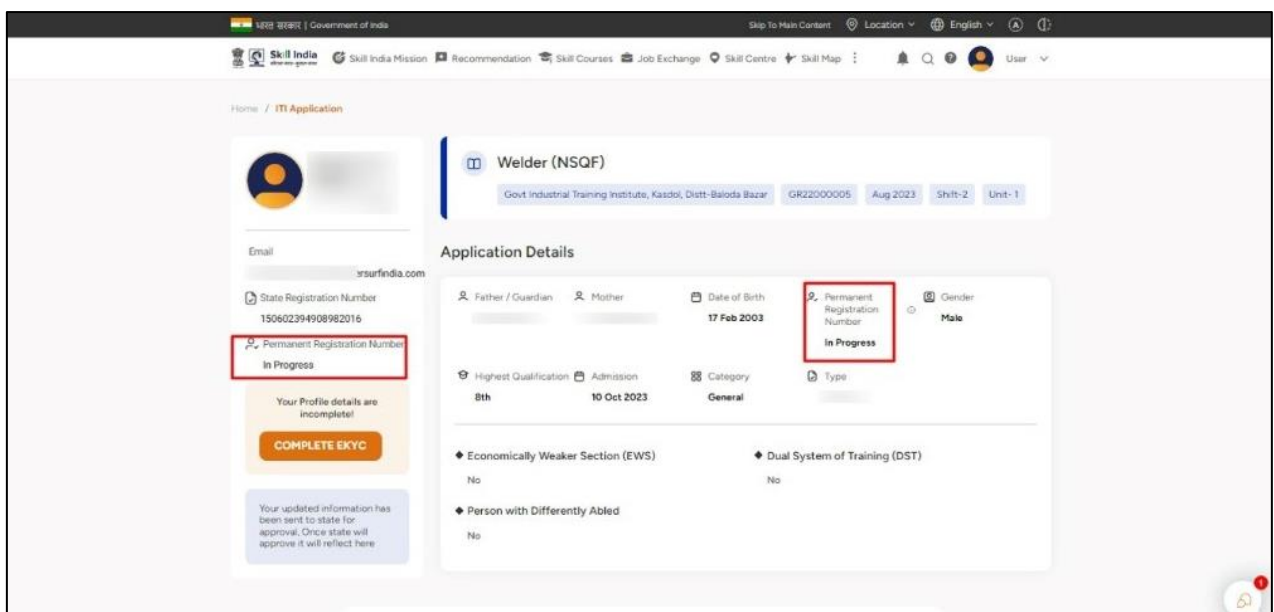 भारत सरकार | Government of India
Skip To Main Content
Location
English
A
Skill India
Skill India Mission
Recommendation
Skill Courses
Job Exchange
Skill Centre
Skill Map
User
Home / ITI Application
Welder (NSQF)
Govt Industrial Training Institute, Kasdol, Distt-Baloda Bazar
GR22000005
Aug 2023
Shift-2
Unit- 1
Email
ersurfindia.com
State Registration Number
150602394908982016
Permanent Registration Number
In Progress
Your Profile details are
incomplete!
COMPLETE EKYC
Your updated information has
been sent to state for
approval, Once state will
approve it will reflect here
Application Details
Father / Guardian
Mother
Date of Birth
17 Feb 2003
Permanent
Registration
Number
In Progress
Gender
Male
Highest Qualification
8th
Admission
10 Oct 2023
Category
General
Type
Economically Weaker Section (EWS)
No
Dual System of Training (DST)
No
Person with Differently Abled
No
1